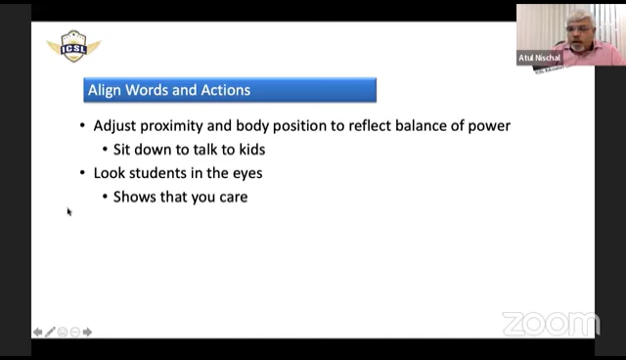 ICSL
Atul Nischal
Align Words and Actions
• Adjust proximity and body position to reflect balance of power
• Sit down to talk to kids
• Look students in the eyes
• Shows that you care
zoom